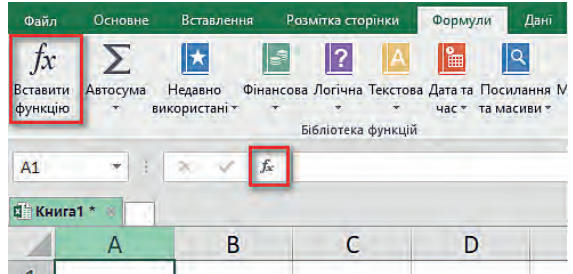 Файл Основне Вставлення Розмітка сторінки Формули Дані
fx Σ ? A
Вставити функцію Автосума Недавно використані Фінансова Логічна Текстова Дата та час Посилання та масиви М
Бібліотека функцій
A1 fx
Книга1 *
A B C D